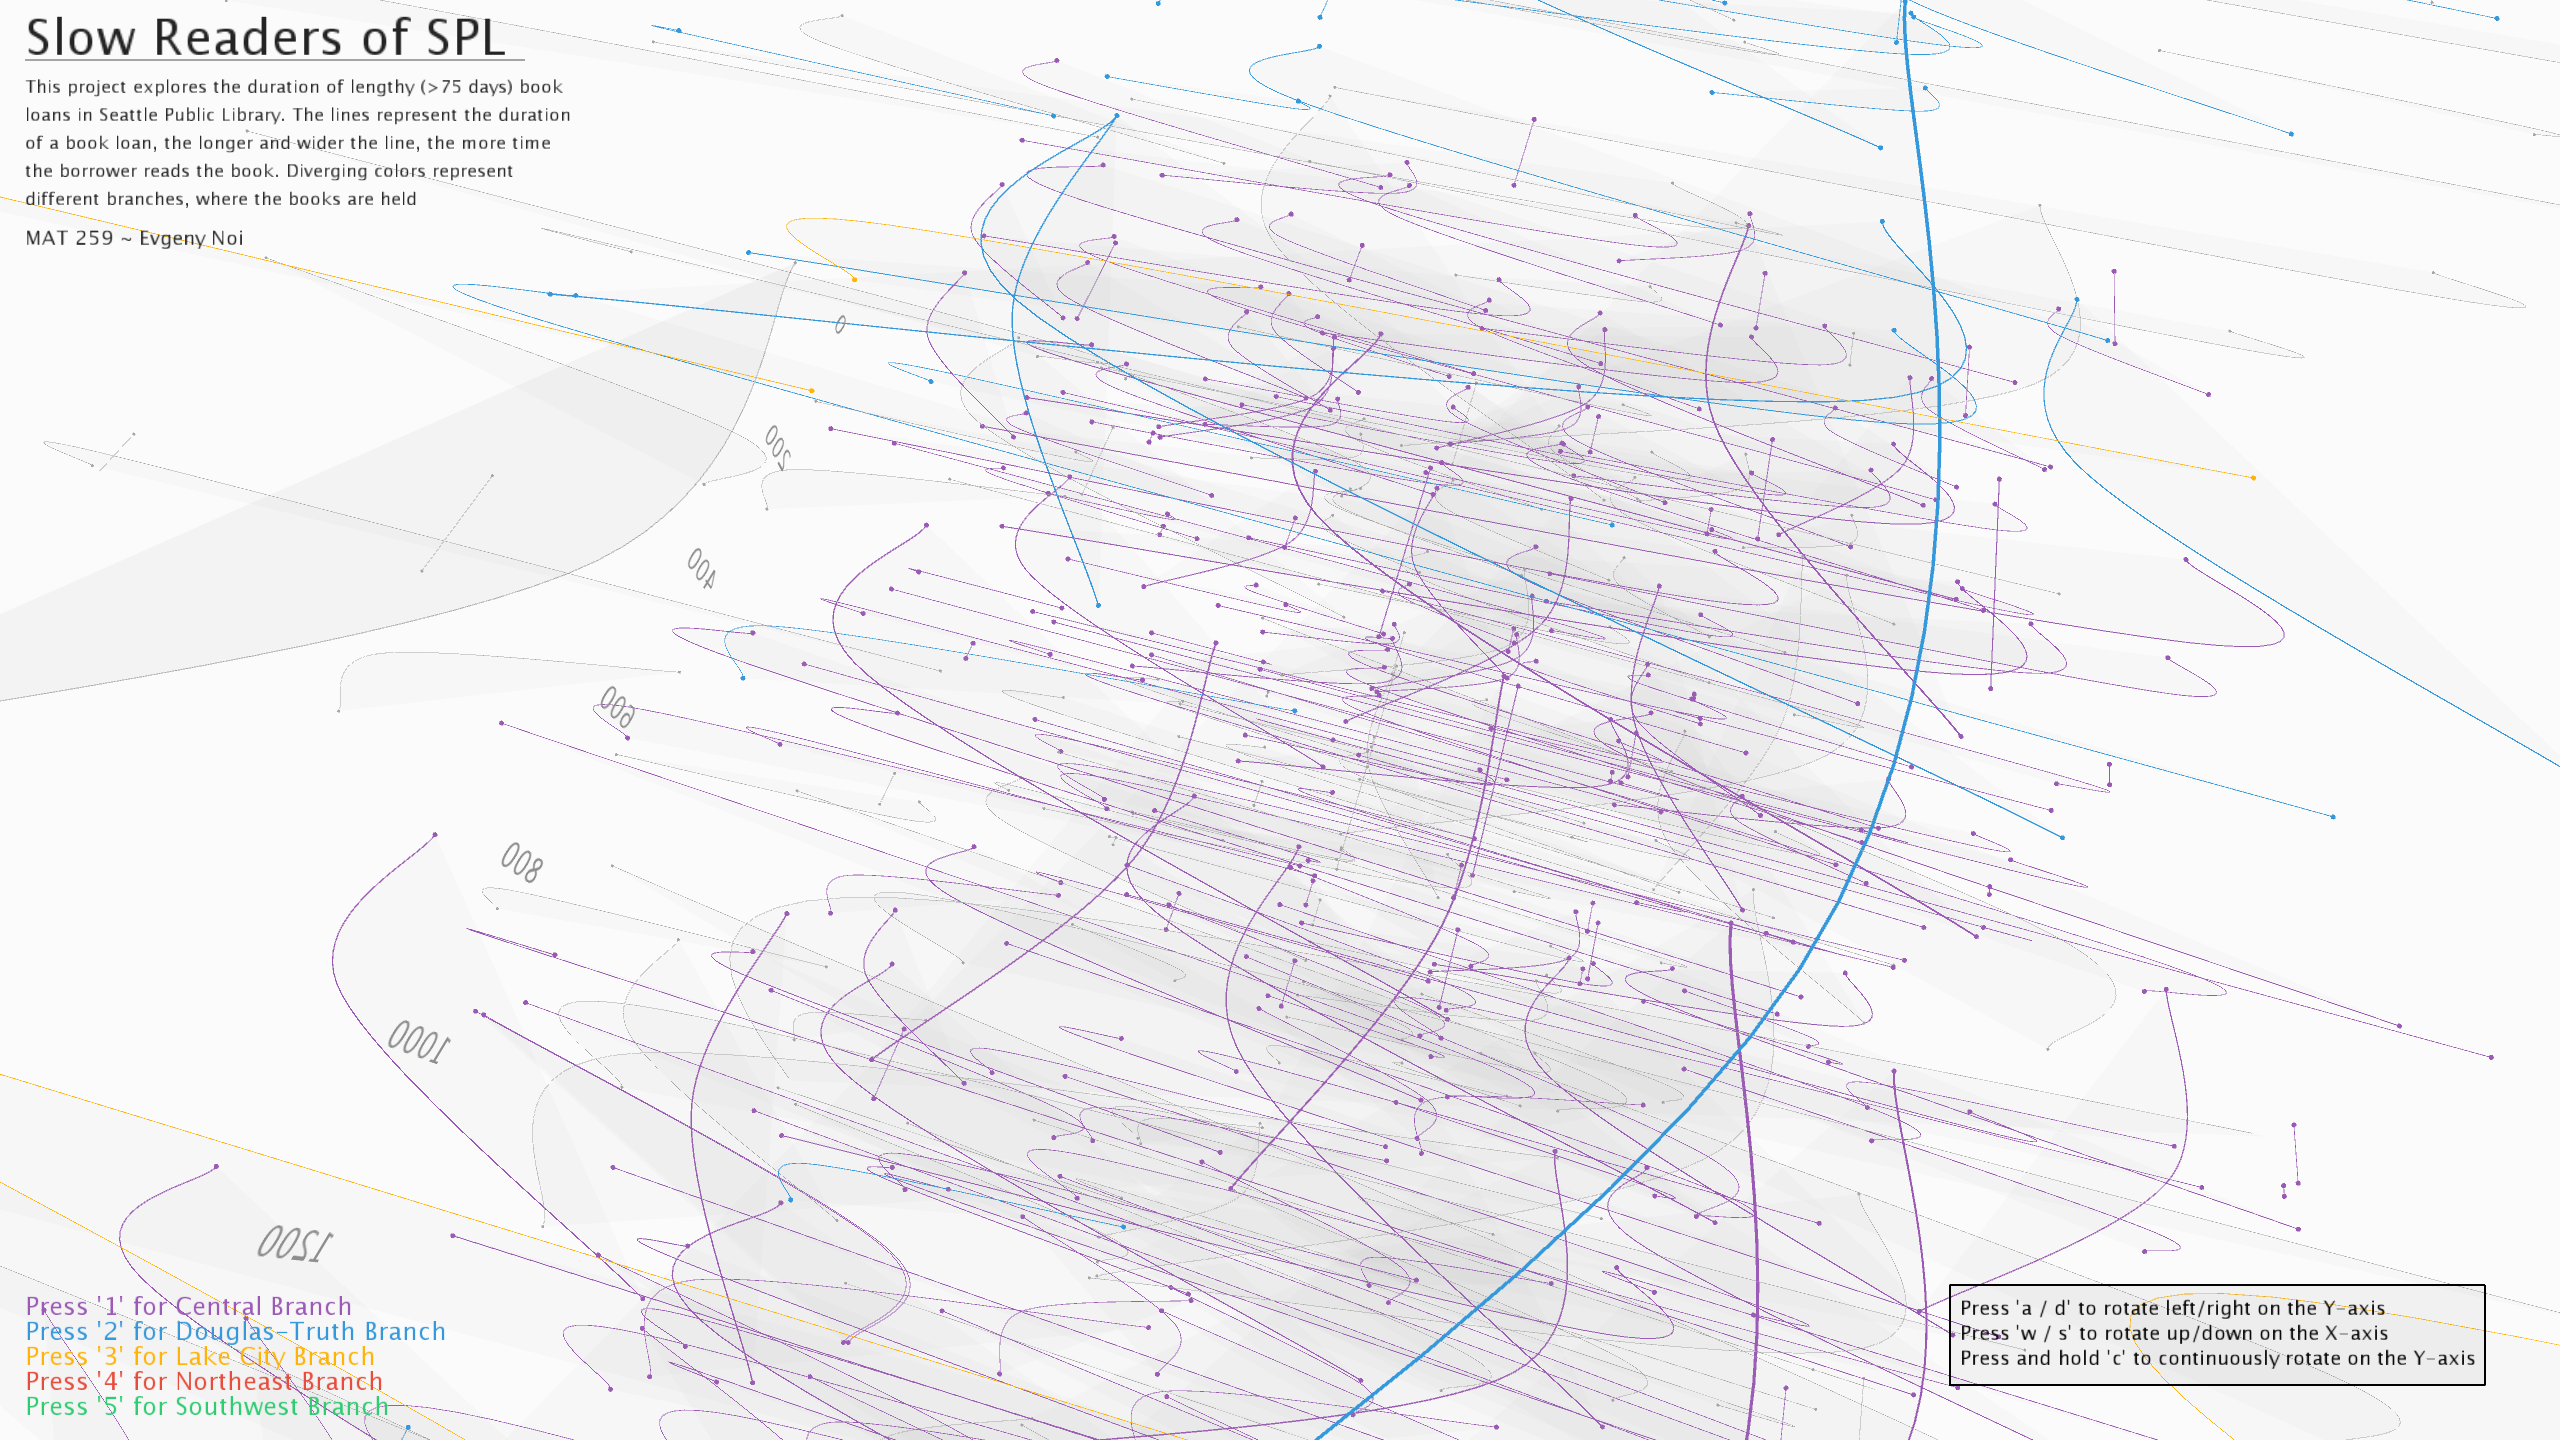 Slow Readers of SPL
This project explores the duration of lengthy (>75 days) book
loans in Seattle Public Library. The lines represent the duration
of a book loan, the longer and wider the line, the more time
the borrower reads the book. Diverging colors represent
different branches, where the books are held
MAT 259 ~ Evgeny Noi
0
200
400
600
800
1000
1200
Press '1' for Central Branch
Press '2' for Douglas-Truth Branch
Press '3' for Lake City Branch
Press '4' for Northeast Branch
Press '5' for Southwest Branch
Press 'a / d' to rotate left/right on the Y-axis
Press 'w / s' to rotate up/down on the X-axis
Press and hold 'c' to continuously rotate on the Y-axis